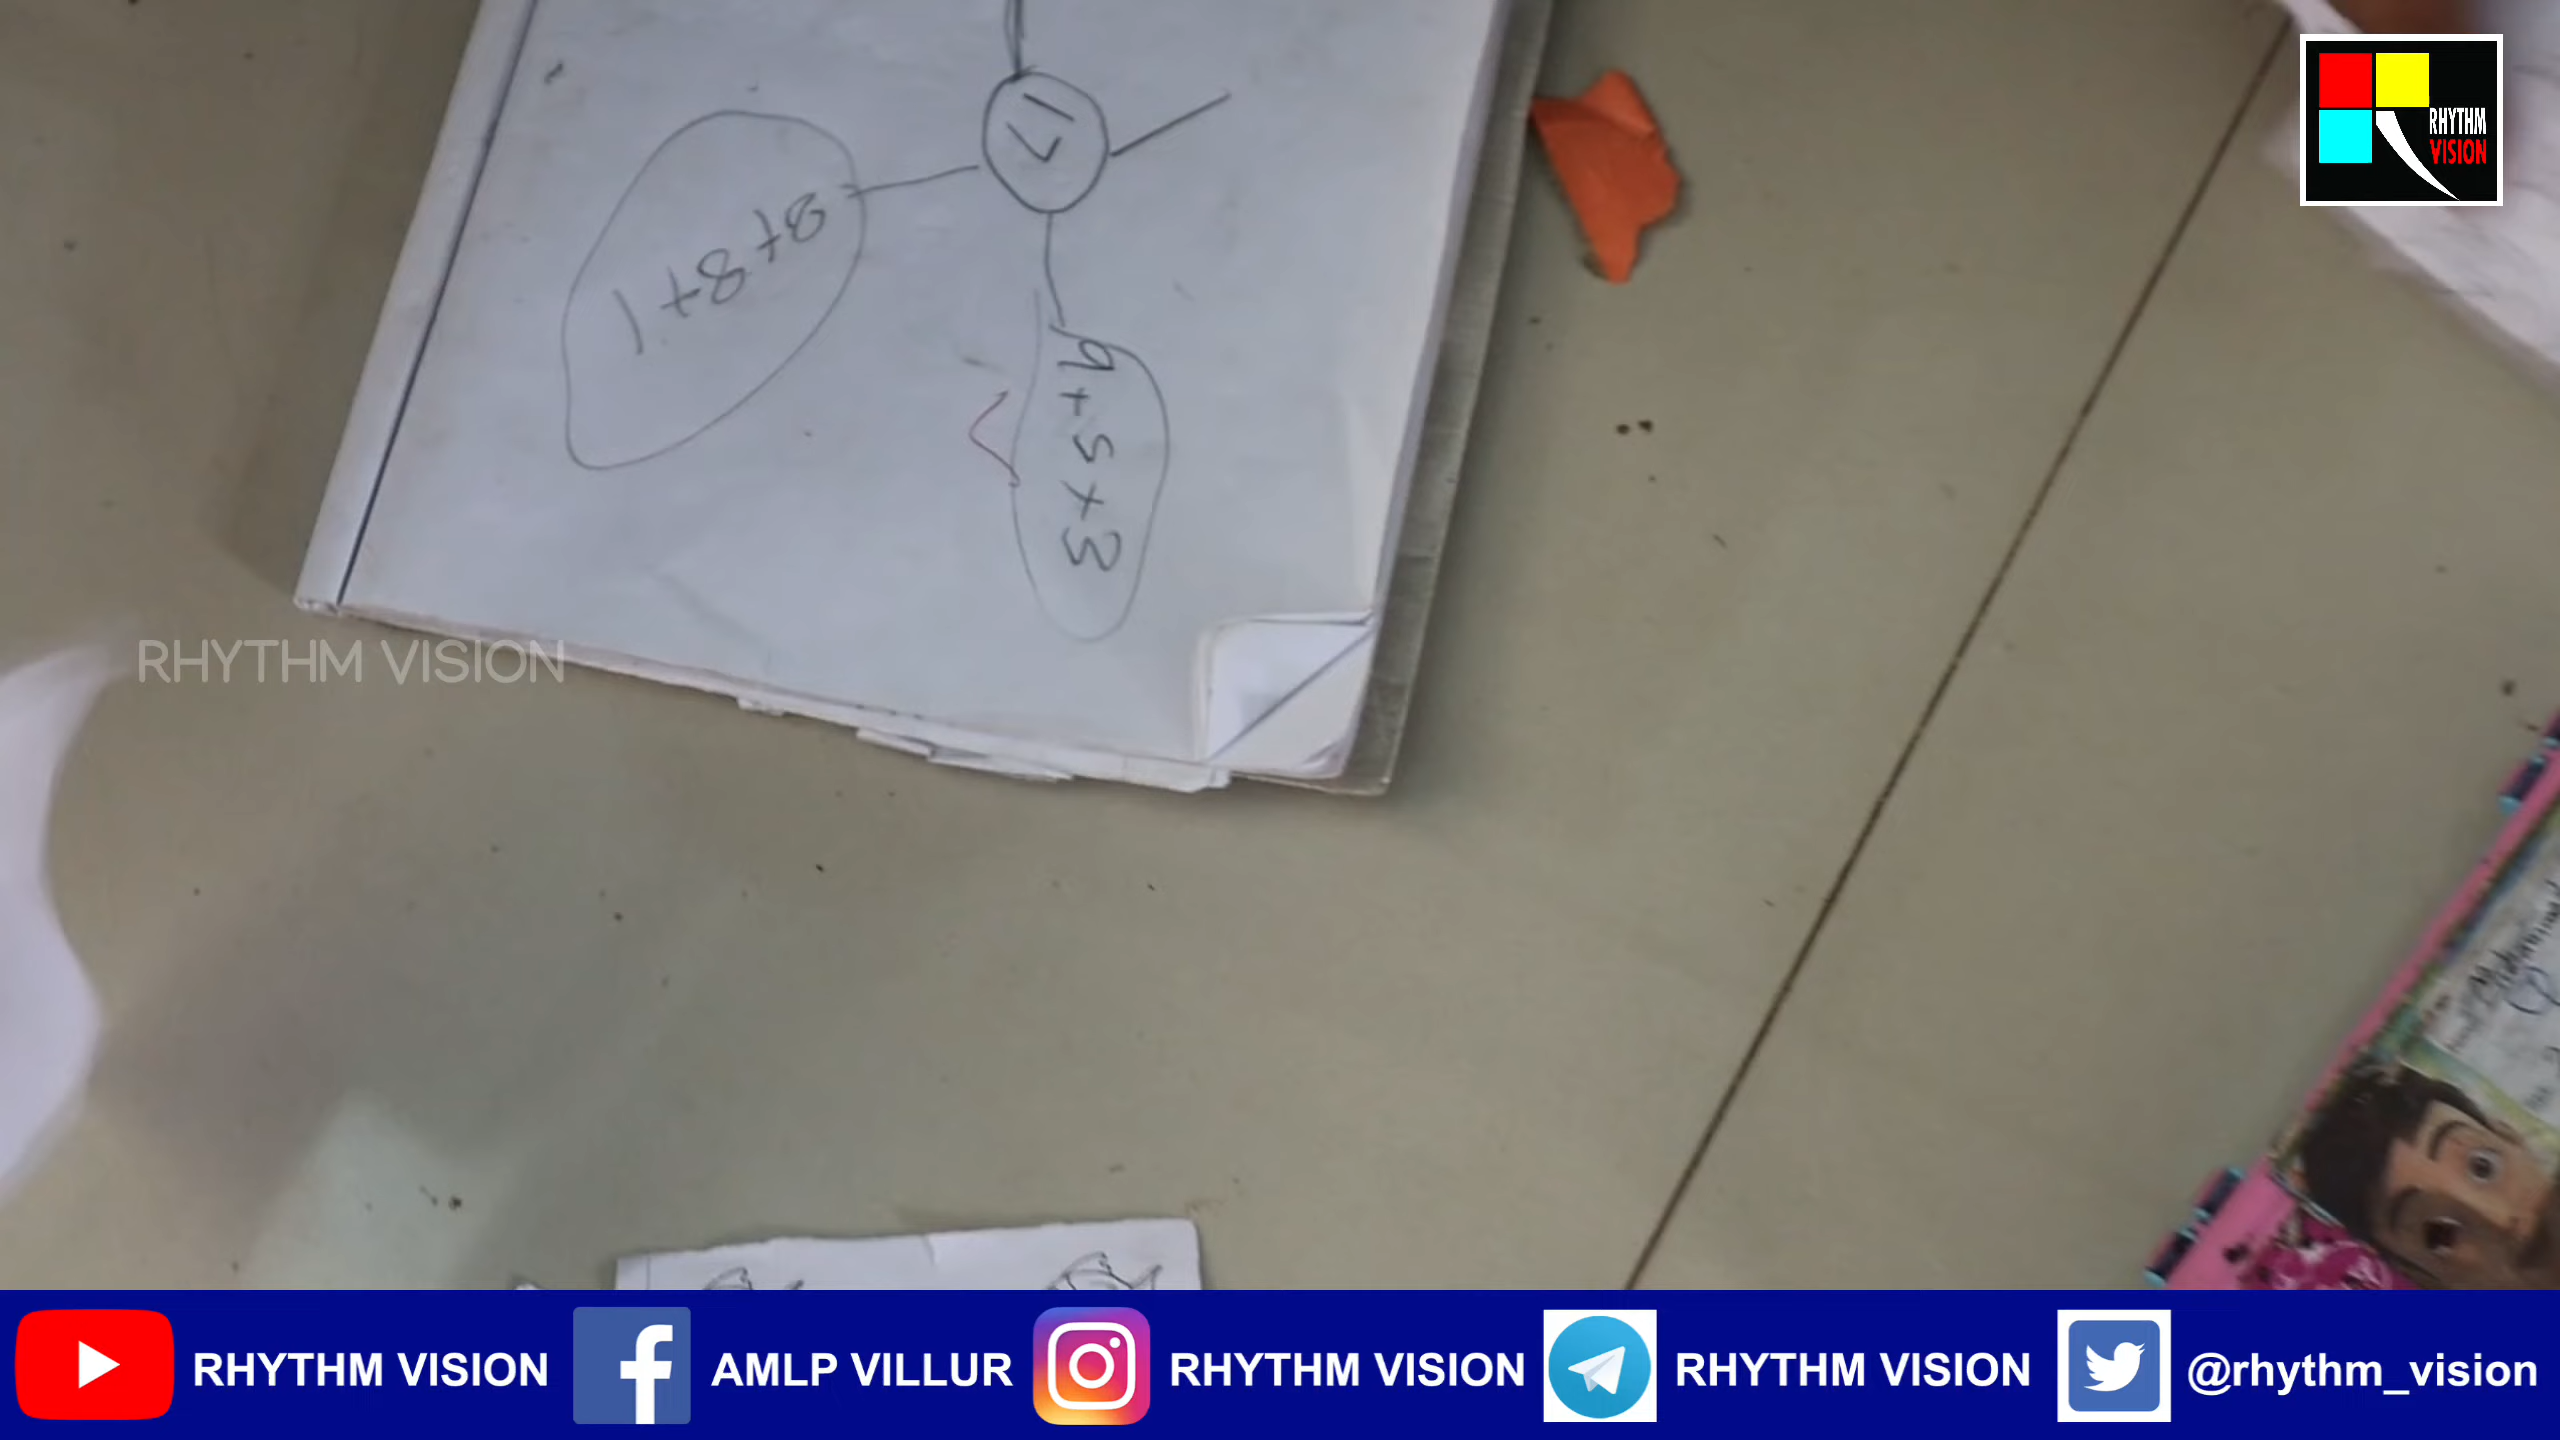 17
8+8+1
9+5+3
RHYTHM
VISION
RHYTHM VISION
RHYTHM VISION
AMLP VILLUR
RHYTHM VISION
RHYTHM VISION
@rhythm_vision